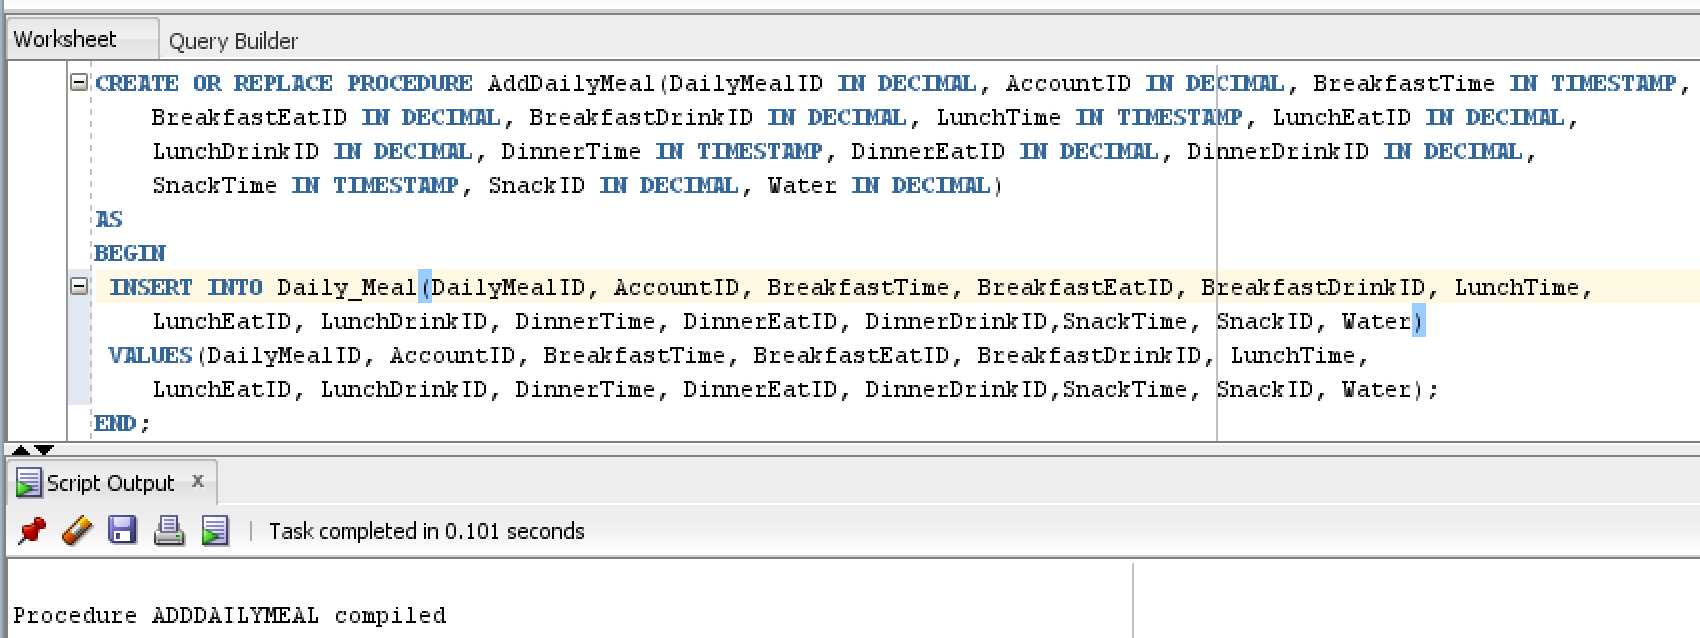 Worksheet Query Builder
CREATE OR REPLACE PROCEDURE AddDailyMeal(DailyMealID IN DECIMAL, AccountID IN DECIMAL, BreakfastTime IN TIMESTAMP,
BreakfastEatID IN DECIMAL, BreakfastDrinkID IN DECIMAL, LunchTime IN TIMESTAMP, LunchEatID IN DECIMAL,
LunchDrinkID IN DECIMAL, DinnerTime IN TIMESTAMP, DinnerEatID IN DECIMAL, DinnerDrinkID IN DECIMAL,
SnackTime IN TIMESTAMP, SnackID IN DECIMAL, Water IN DECIMAL)
AS
BEGIN
INSERT INTO Daily_Meal(DailyMealID, AccountID, BreakfastTime, BreakfastEatID, BreakfastDrinkID, LunchTime,
LunchEatID, LunchDrinkID, DinnerTime, DinnerEatID, DinnerDrinkID,SnackTime, SnackID, Water)
VALUES(DailyMealID, AccountID, BreakfastTime, BreakfastEatID, BreakfastDrinkID, LunchTime,
LunchEatID, LunchDrinkID, DinnerTime, DinnerEatID, DinnerDrinkID,SnackTime, SnackID, Water);
END;
Script Output x
Task completed in 0.101 seconds
Procedure ADDDAILYMEAL compiled